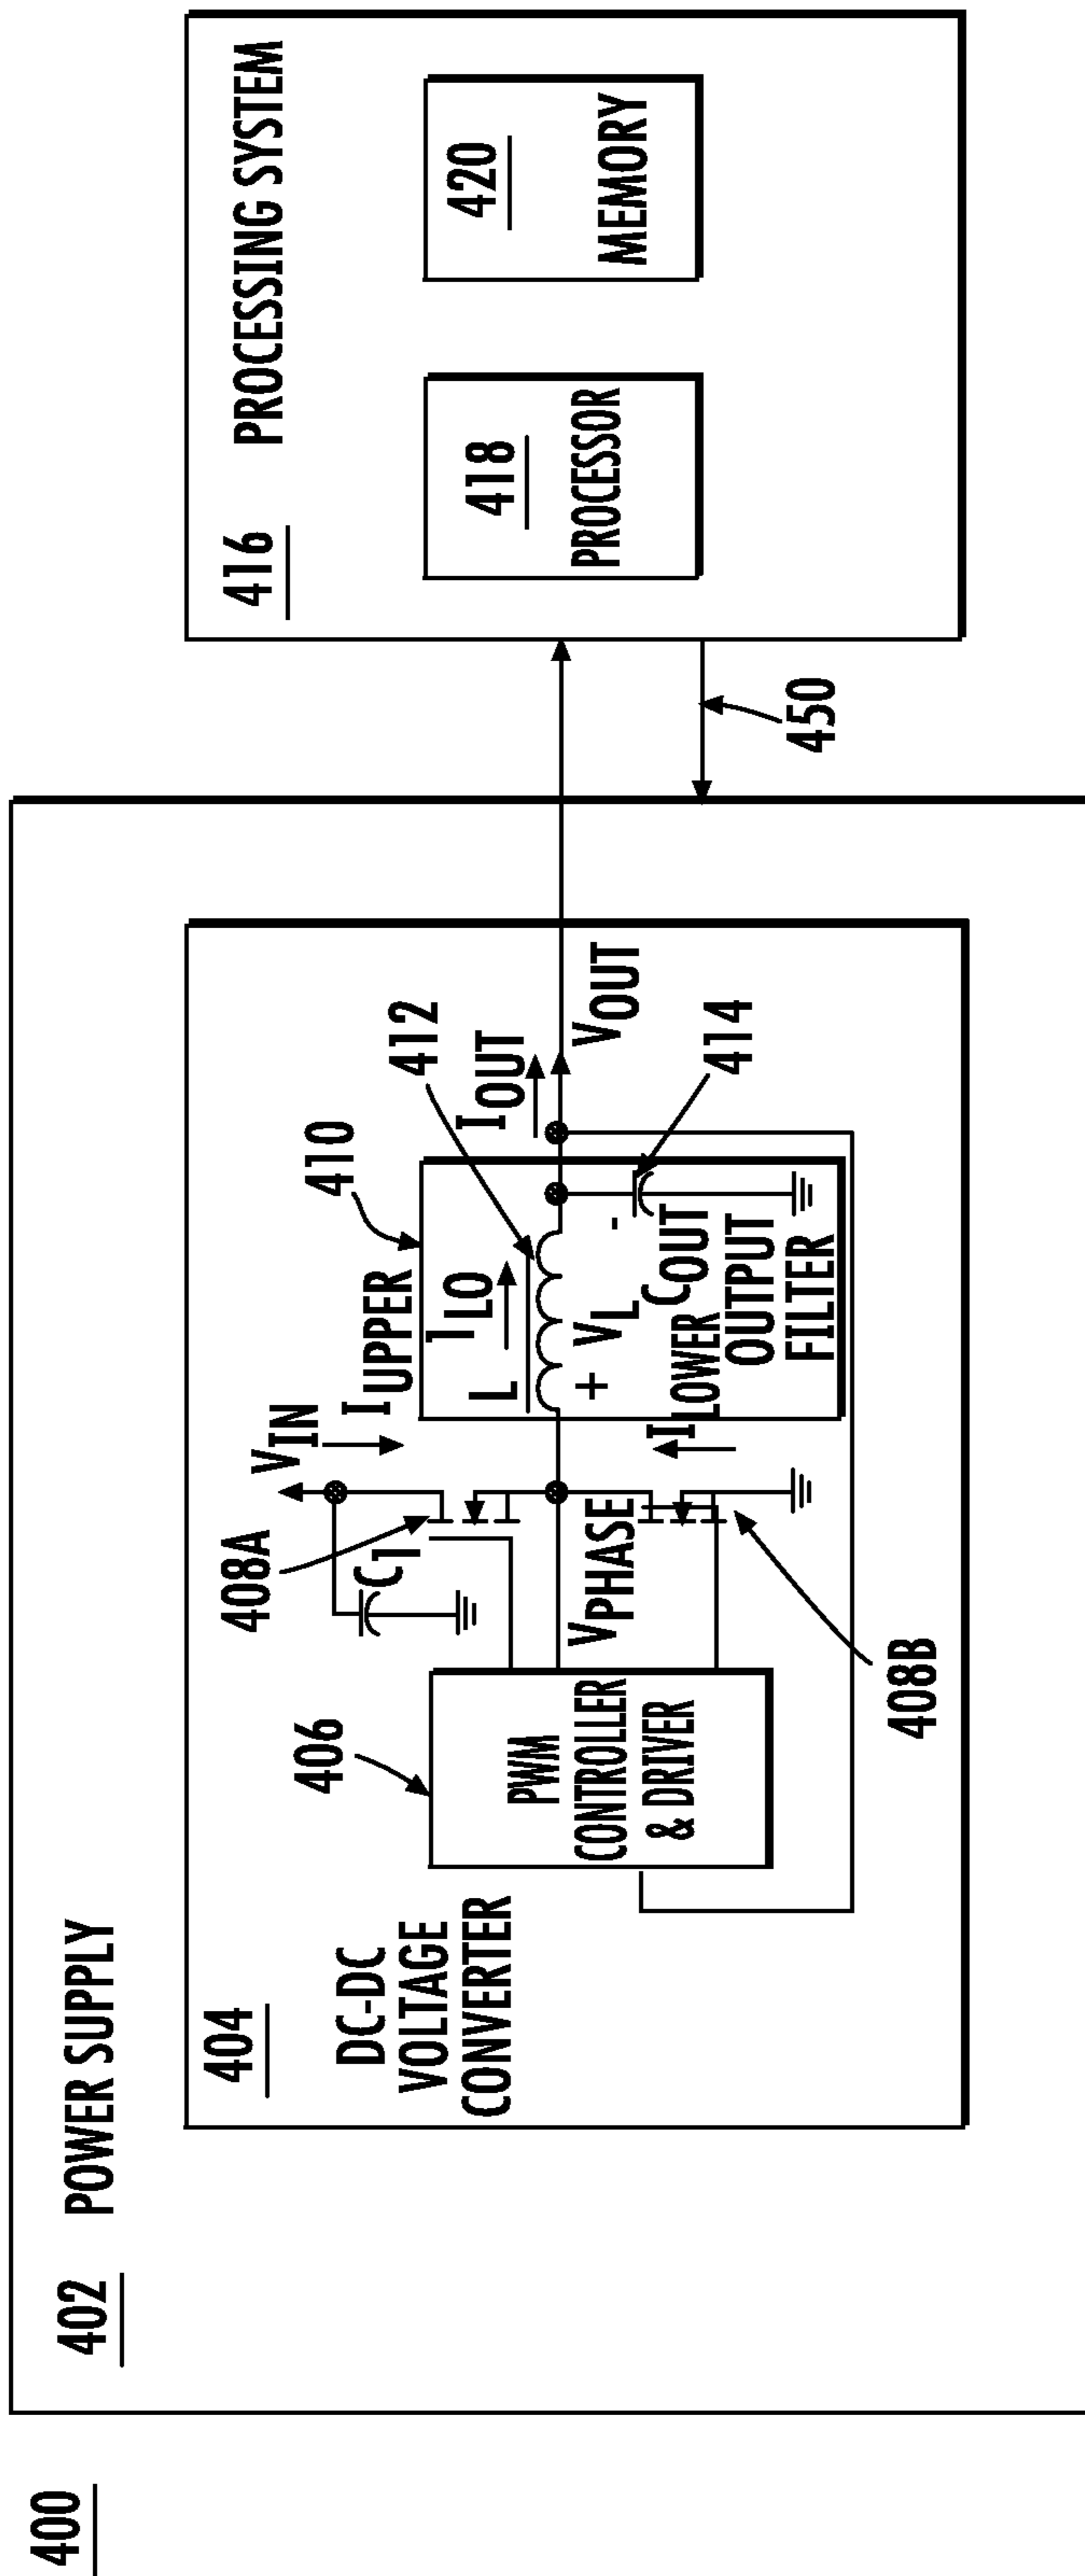 400
402 POWER SUPPLY
404
DC-DC
VOLTAGE
CONVERTER
406
PWM
CONTROLLER
& DRIVER
408A
C1
VIN
IUPPER
VPHASE
408B
ILOWER
410
L
ILO
412
+ VL -
COUT
OUTPUT
FILTER
414
IOUT
VOUT
450
416 PROCESSING SYSTEM
418
PROCESSOR
420
MEMORY